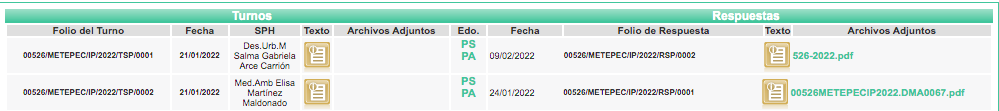 Turnos Respuestas
Folio del Turno Fecha SPH Texto Archivos Adjuntos Edo. Fecha Folio de Respuesta Texto Archivos Adjuntos
00526/METEPEC/IP/2022/TSP/0001 21/01/2022 Des.Urb.M Salma Gabriela Arce Carrión PS PA 09/02/2022 00526/METEPEC/IP/2022/RSP/0002 526-2022.pdf
00526/METEPEC/IP/2022/TSP/0002 21/01/2022 Med.Amb Elisa Martínez Maldonado PS PA 24/01/2022 00526/METEPEC/IP/2022/RSP/0001 00526METEPECIP2022.DMA0067.pdf